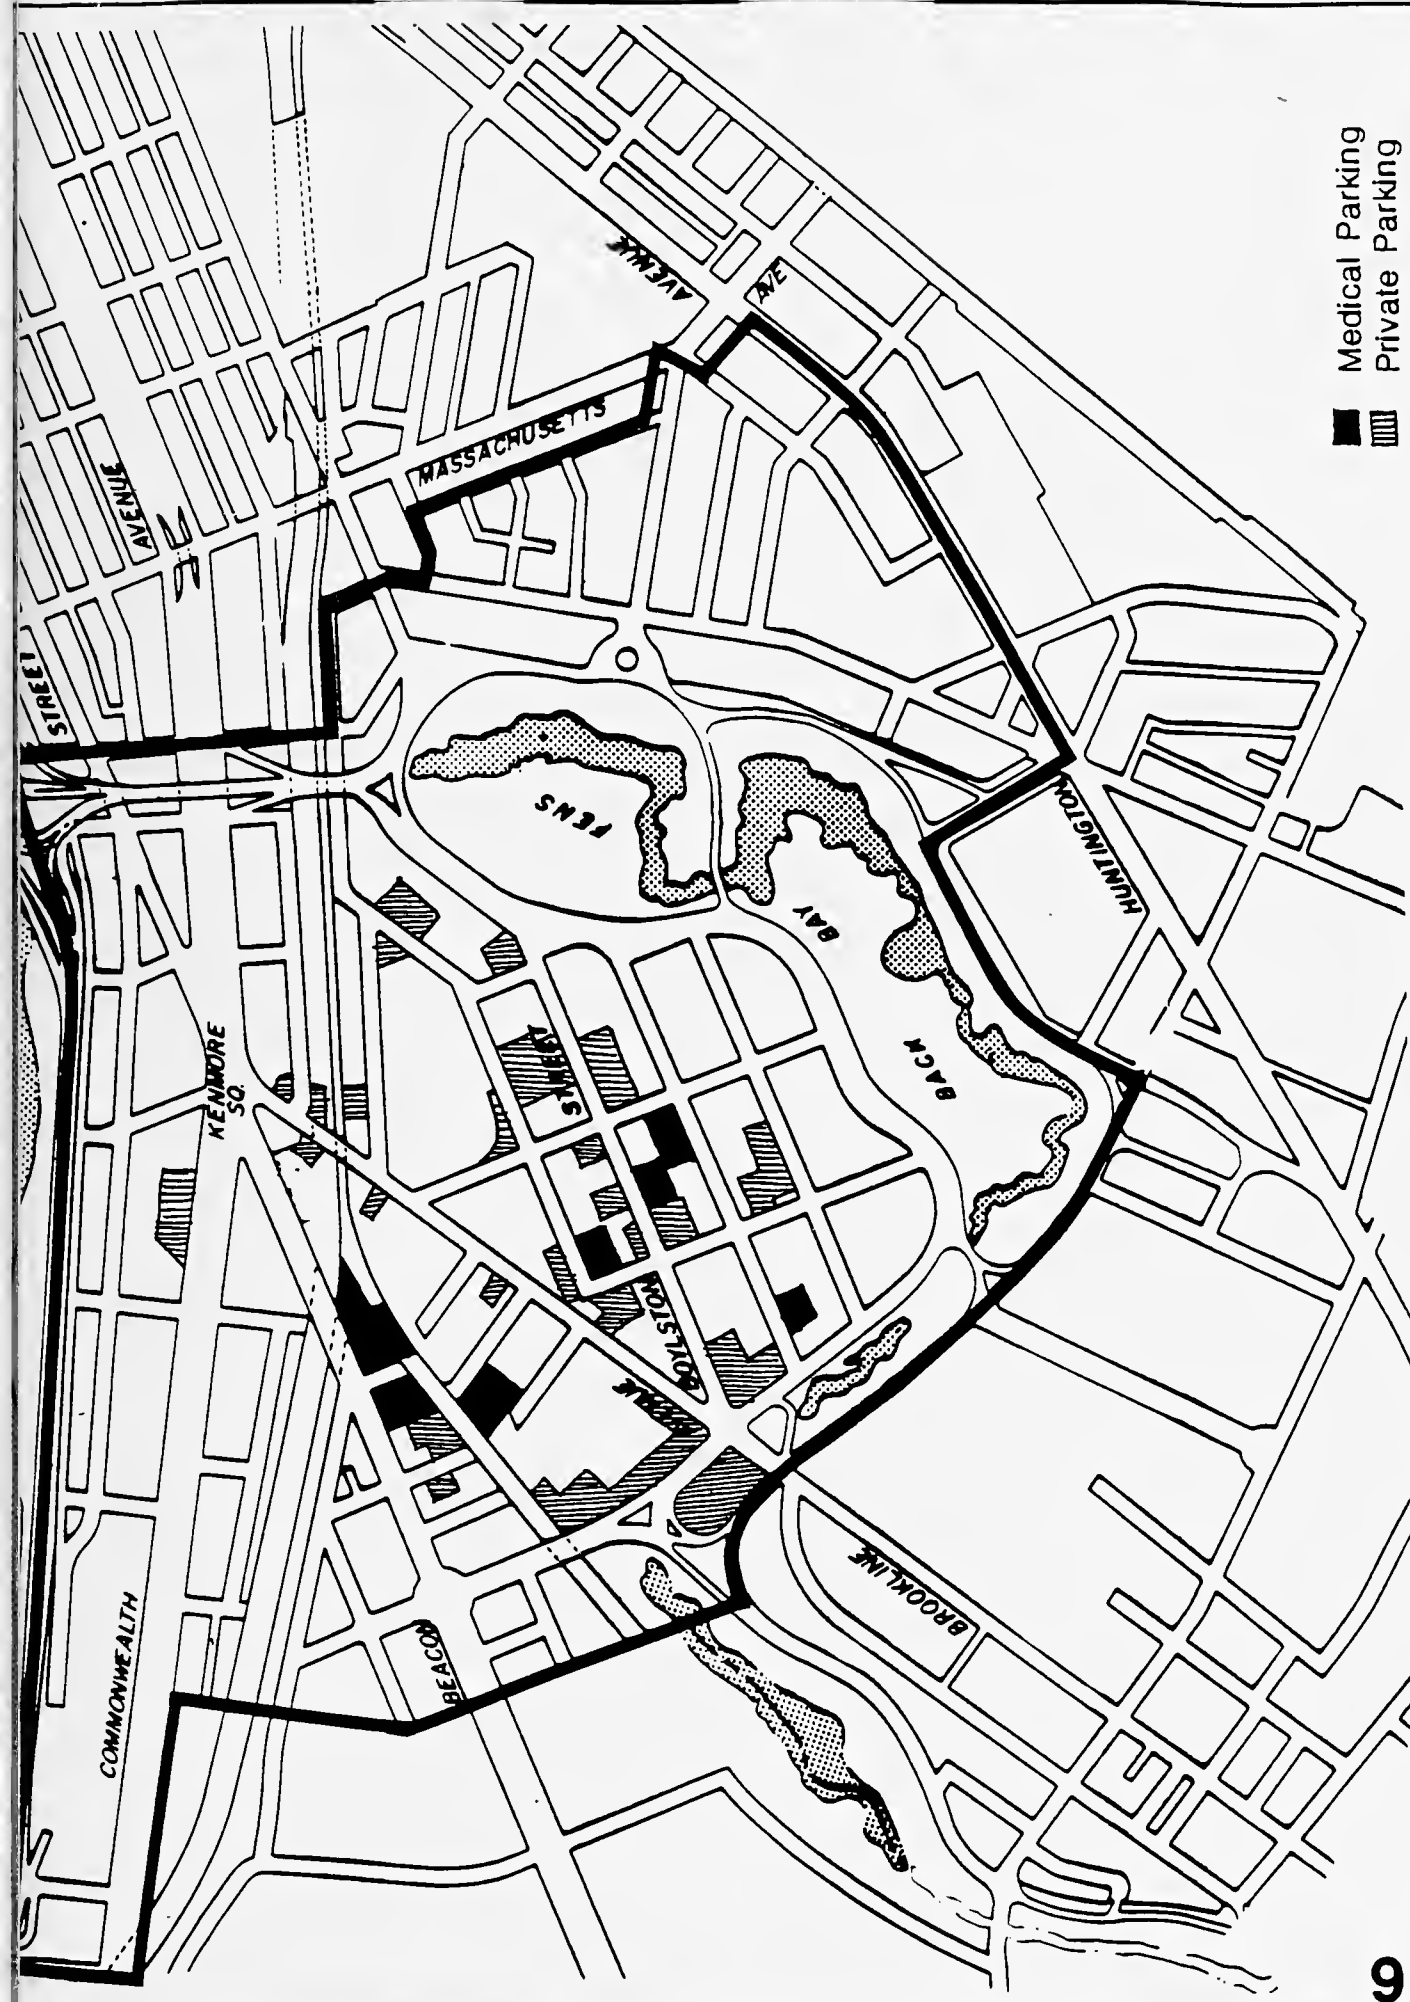 STREET
AVENUE
MASSACHUSETTS
AVENUE
AVE
COMMONWEALTH
KENMORE
SQ.
FENS
BAY
BACK
STREET
BOYLSTON
AVENUE
BEACON
BROOKLINE
HUNTINGTON
Medical Parking
Private Parking
9